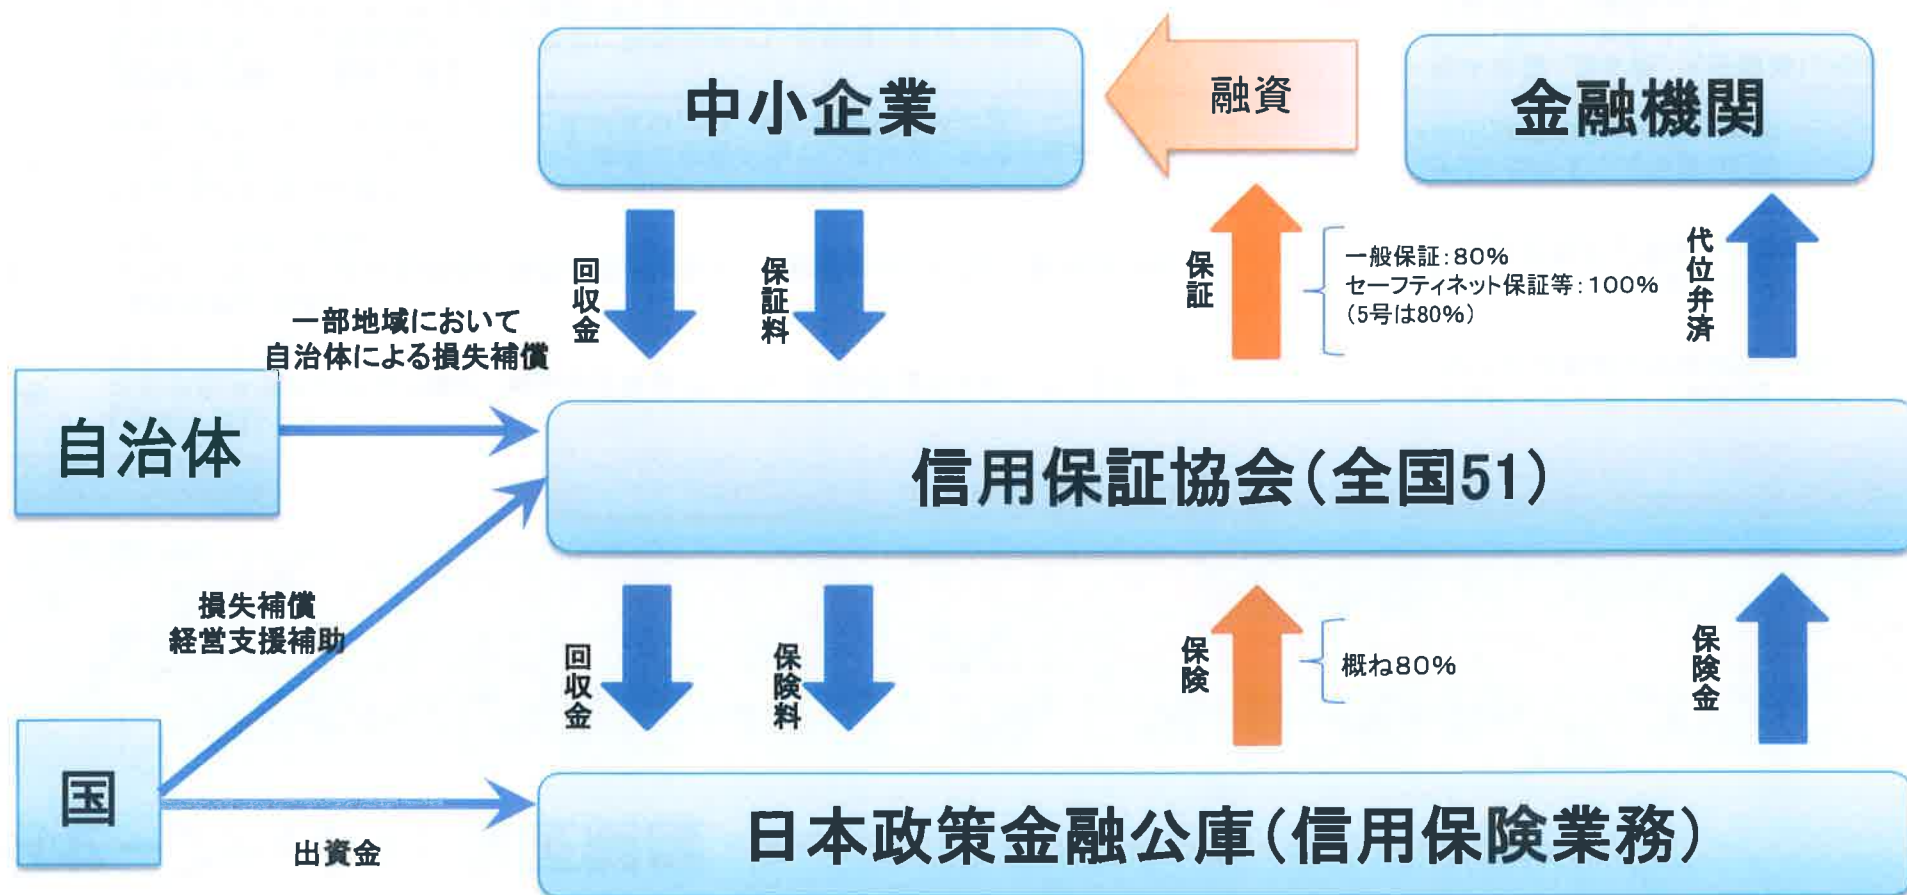 中小企業
融資
金融機関
回収金
保証料
保証
一般保証:80%
セーフティネット保証等:100%
(5号は80%)
代位弁済
一部地域において
自治体による損失補償
自治体
信用保証協会(全国51)
損失補償
経営支援補助
回収金
保険料
保険
概ね80%
保険金
国
出資金
日本政策金融公庫(信用保険業務)